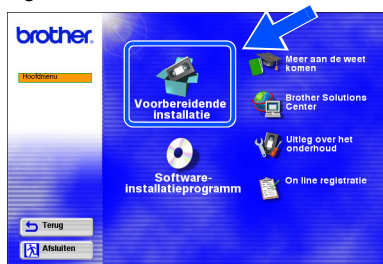 brother.
Hoofdmenu
Voorbereidende
installatie
Software-
installatieprogramm
Meer aan de weet
komen
Brother Solutions
Center
Uitleg over het
onderhoud
On line registratie
Terug
Afsluiten